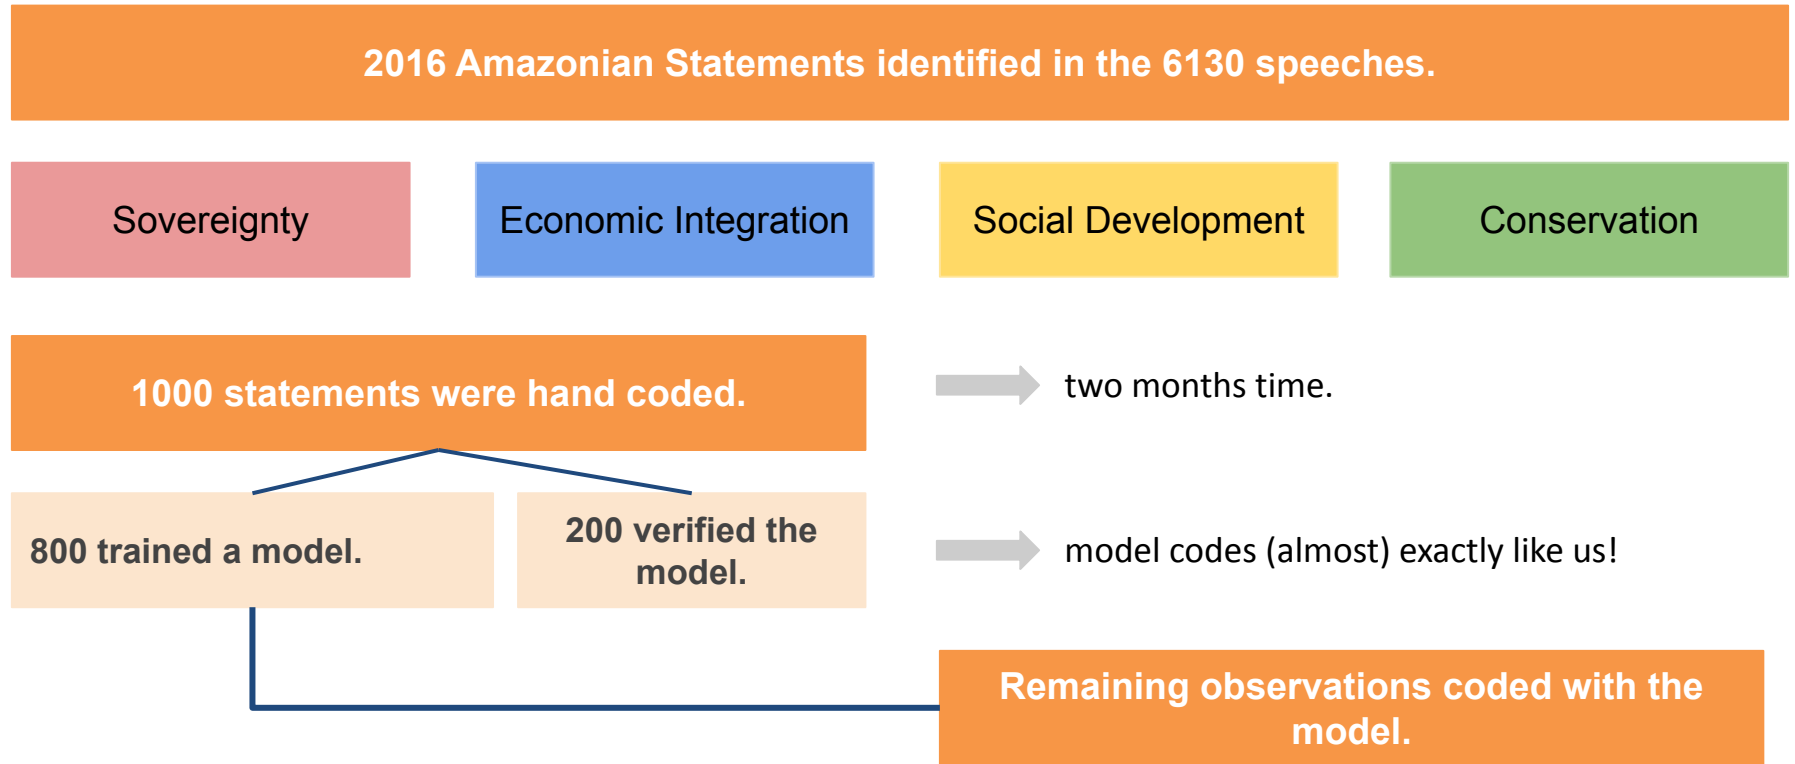 2016 Amazonian Statements identified in the 6130 speeches.
Sovereignty
Economic Integration
Social Development
Conservation
1000 statements were hand coded.
two months time.
800 trained a model.
200 verified the
model.
model codes (almost) exactly like us!
Remaining observations coded with the
model.